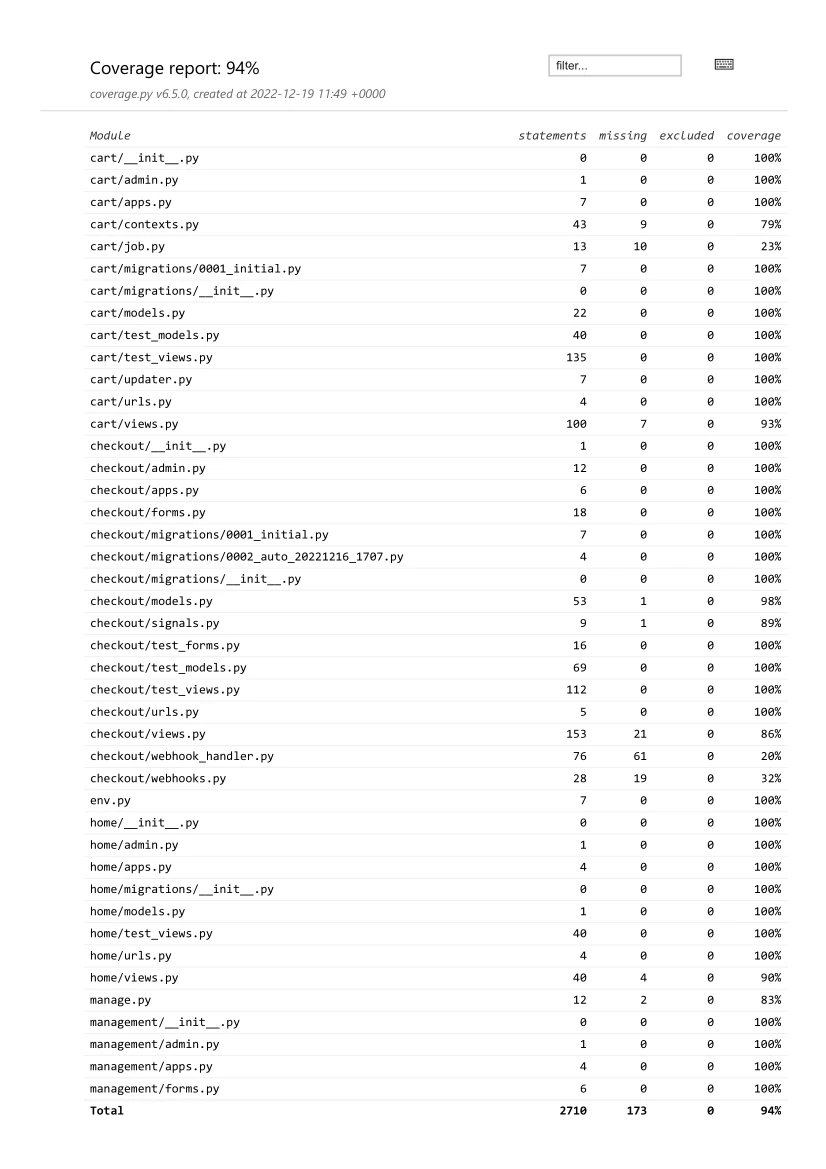 Coverage report: 94%
filter...
coverage.py v6.5.0, created at 2022-12-19 11:49 +0000
Module statements missing excluded coverage
cart/__init__.py 0 0 0 100%
cart/admin.py 1 0 0 100%
cart/apps.py 7 0 0 100%
cart/contexts.py 43 9 0 79%
cart/job.py 13 10 0 23%
cart/migrations/0001_initial.py 7 0 0 100%
cart/migrations/__init__.py 0 0 0 100%
cart/models.py 22 0 0 100%
cart/test_models.py 40 0 0 100%
cart/test_views.py 135 0 0 100%
cart/updater.py 7 0 0 100%
cart/urls.py 4 0 0 100%
cart/views.py 100 7 0 93%
checkout/__init__.py 1 0 0 100%
checkout/admin.py 12 0 0 100%
checkout/apps.py 6 0 0 100%
checkout/forms.py 18 0 0 100%
checkout/migrations/0001_initial.py 7 0 0 100%
checkout/migrations/0002_auto_20221216_1707.py 4 0 0 100%
checkout/migrations/__init__.py 0 0 0 100%
checkout/models.py 53 1 0 98%
checkout/signals.py 9 1 0 89%
checkout/test_forms.py 16 0 0 100%
checkout/test_models.py 69 0 0 100%
checkout/test_views.py 112 0 0 100%
checkout/urls.py 5 0 0 100%
checkout/views.py 153 21 0 86%
checkout/webhook_handler.py 76 61 0 20%
checkout/webhooks.py 28 19 0 32%
env.py 7 0 0 100%
home/__init__.py 0 0 0 100%
home/admin.py 1 0 0 100%
home/apps.py 4 0 0 100%
home/migrations/__init__.py 0 0 0 100%
home/models.py 1 0 0 100%
home/test_views.py 40 0 0 100%
home/urls.py 4 0 0 100%
home/views.py 40 4 0 90%
manage.py 12 2 0 83%
management/__init__.py 0 0 0 100%
management/admin.py 1 0 0 100%
management/apps.py 4 0 0 100%
management/forms.py 6 0 0 100%
Total 2710 173 0 94%